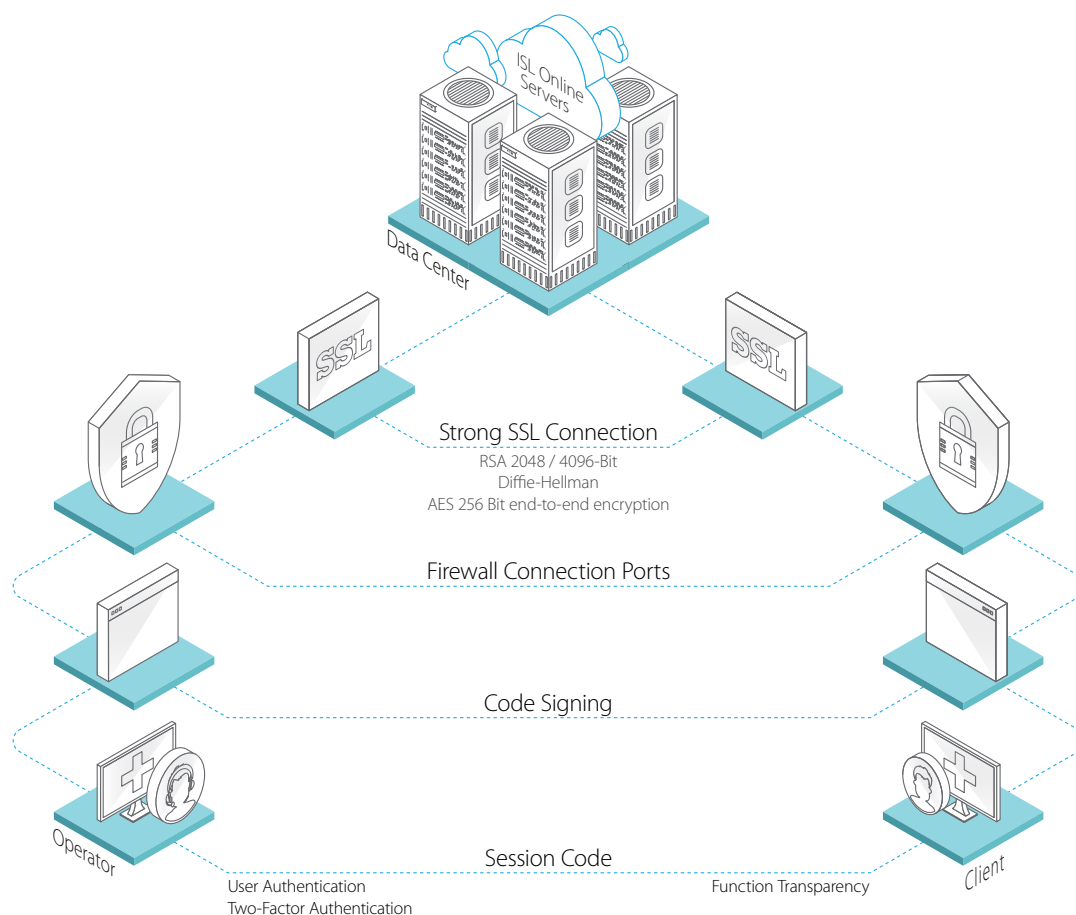 ISL Online
Servers
Data Center
SSL
SSL
Strong SSL Connection
RSA 2048 / 4096-Bit
Diffie-Hellman
AES 256 Bit end-to-end encryption
Firewall Connection Ports
Code Signing
Operator
Session Code
Client
User Authentication
Two-Factor Authentication
Function Transparency